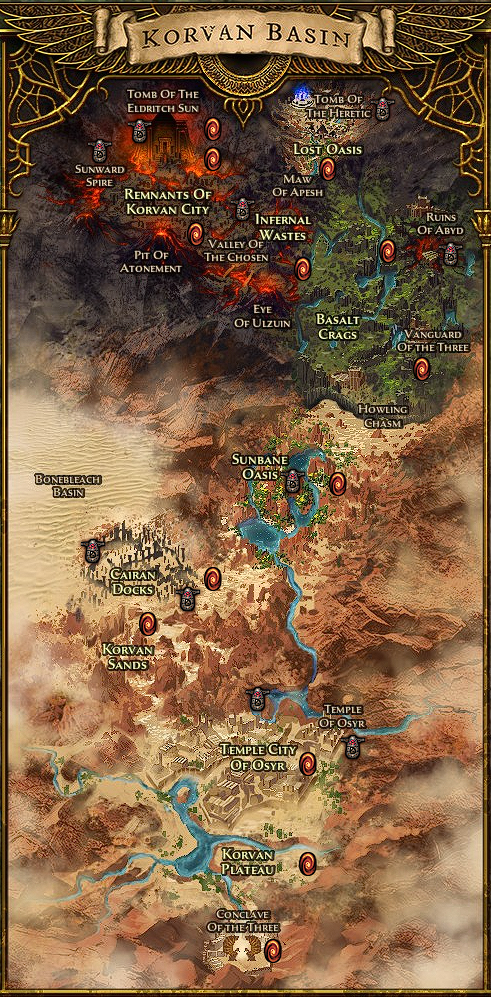 KORVAN BASIN
TOMB OF THE
ELDRITCH SUN
TOMB OF
THE HERETIC
LOST OASIS
SUNWARD
SPIRE
MAW
OF APESH
REMNANTS OF
KORVAN CITY
INFERNAL
WASTES
RUINS
OF ABYD
VALLEY OF
THE CHOSEN
PIT OF
ATONEMENT
EYE
OF ULZUIN
BASALT
CRAGS
VANGUARD
OF THE THREE
HOWLING
CHASM
SUNBANE
OASIS
BONEBLEACH
BASIN
CAIRAN
DOCKS
KORVAN
SANDS
TEMPLE
OF OSYR
TEMPLE CITY
OF OSYR
KORVAN
PLATEAU
CONCLAVE
OF THE THREE